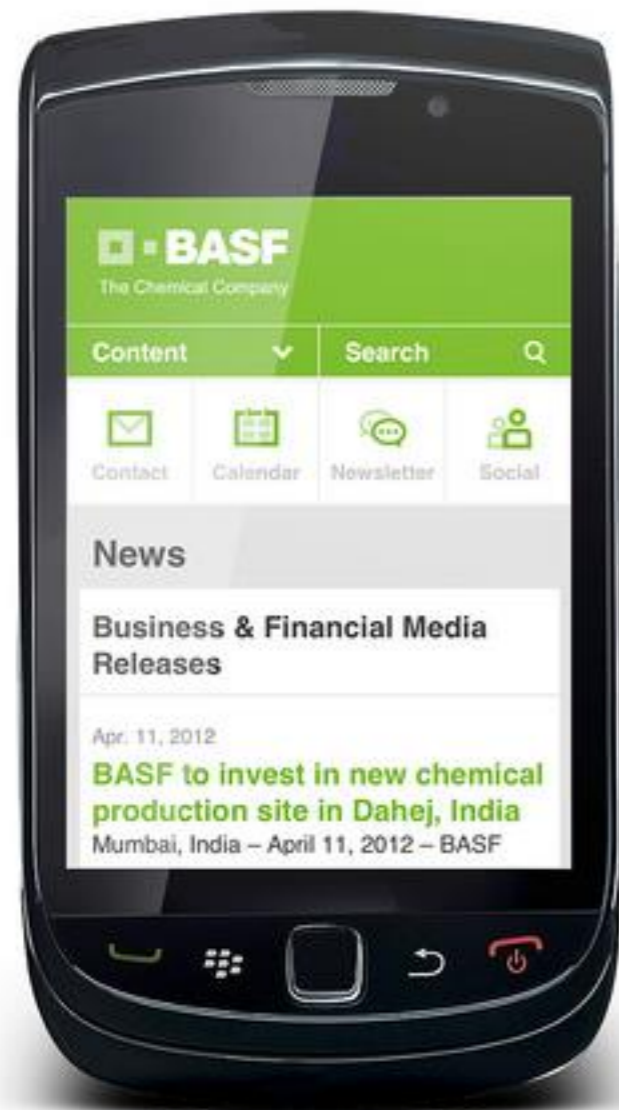 BASF
The Chemical Company
Content
Search
Contact
Calendar
Newsletter
Social
News
Business & Financial Media
Releases
Apr. 11, 2012
BASF to invest in new chemical
production site in Dahej, India
Mumbai, India – April 11, 2012 – BASF